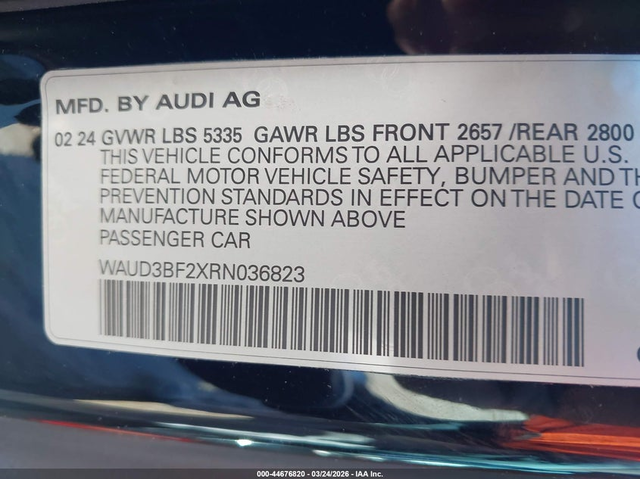 MFD. BY AUDI AG
02 24 GVWR LBS 5335 GAWR LBS FRONT 2657 /REAR 2800
THIS VEHICLE CONFORMS TO ALL APPLICABLE U.S.
FEDERAL MOTOR VEHICLE SAFETY, BUMPER AND TH
PREVENTION STANDARDS IN EFFECT ON THE DATE O
MANUFACTURE SHOWN ABOVE
PASSENGER CAR
WAUD3BF2XRN036823
000-44676820 - 03/24/2026 - IAA Inc.